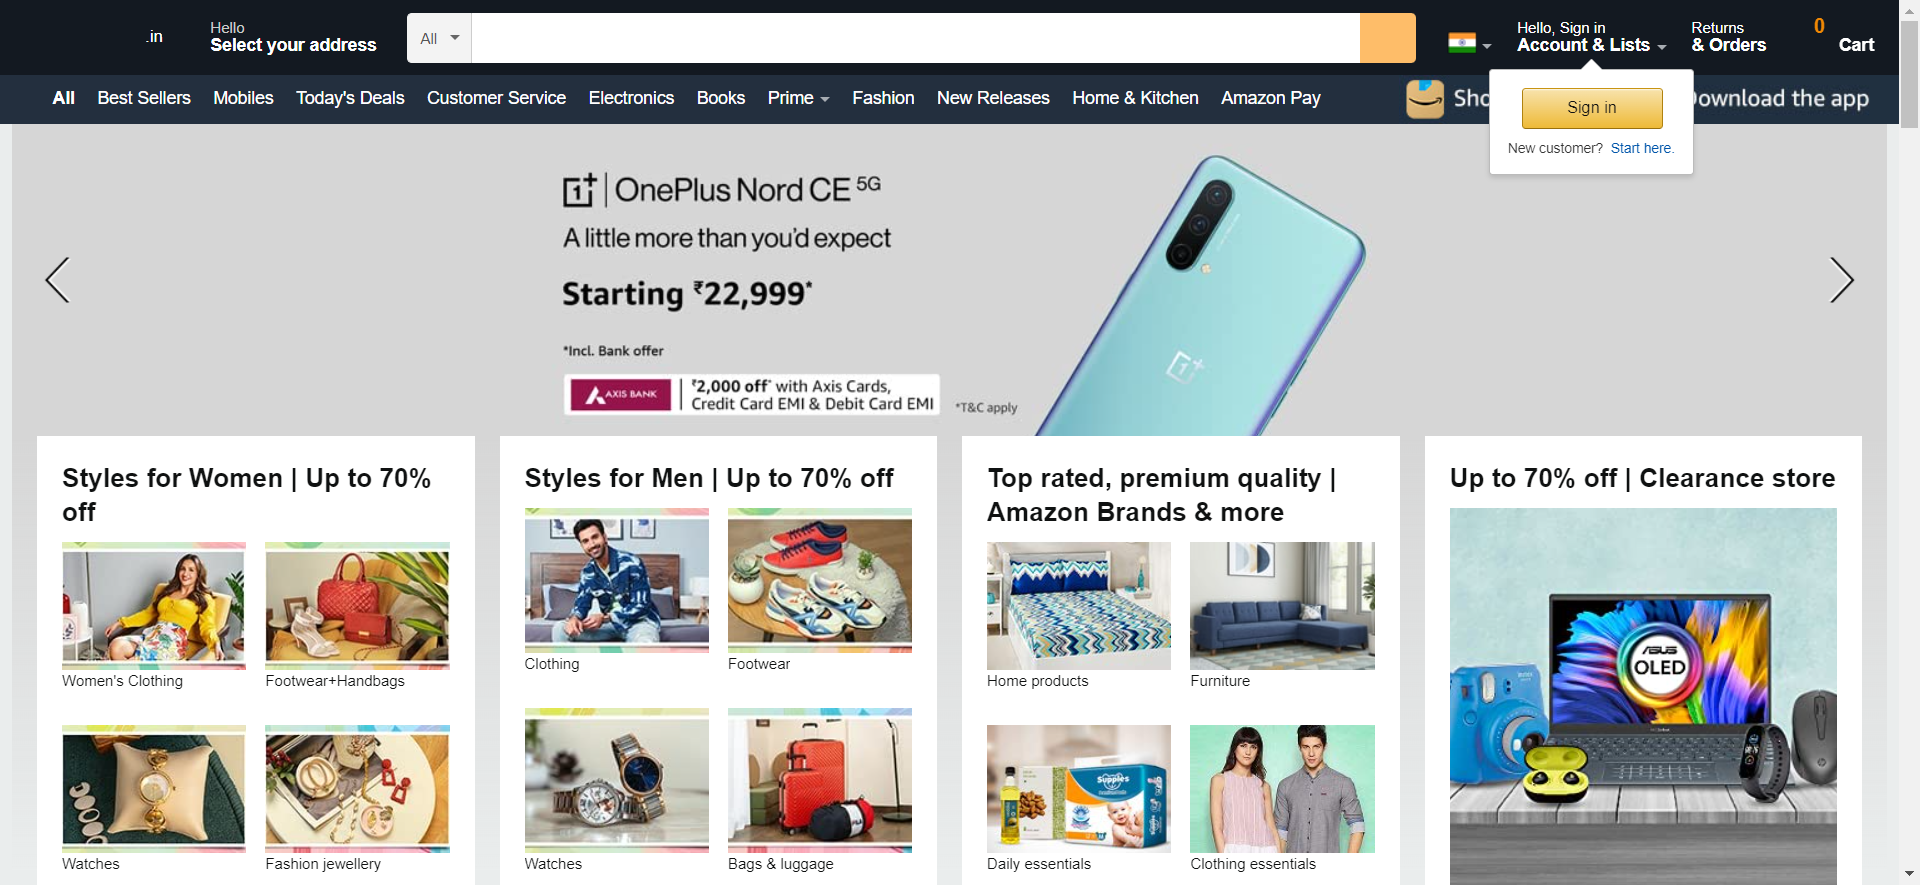 .in
Hello
Select your address
All
Hello, Sign in
Account & Lists
Returns
& Orders
0
Cart
All
Best Sellers
Mobiles
Today's Deals
Customer Service
Electronics
Books
Prime
Fashion
New Releases
Home & Kitchen
Amazon Pay
Sho
Download the app
Sign in
New customer? Start here.
OnePlus Nord CE 5G
A little more than you'd expect
Starting ₹22,999*
*Incl. Bank offer
AXIS BANK
₹2,000 off* with Axis Cards,
Credit Card EMI & Debit Card EMI
*T&C apply
Styles for Women | Up to 70%
off
Women's Clothing
Footwear+Handbags
Watches
Fashion jewellery
Styles for Men | Up to 70% off
Clothing
Footwear
Watches
Bags & luggage
Top rated, premium quality |
Amazon Brands & more
Home products
Furniture
Supples
Daily essentials
Clothing essentials
Up to 70% off | Clearance store
ASUS
OLED